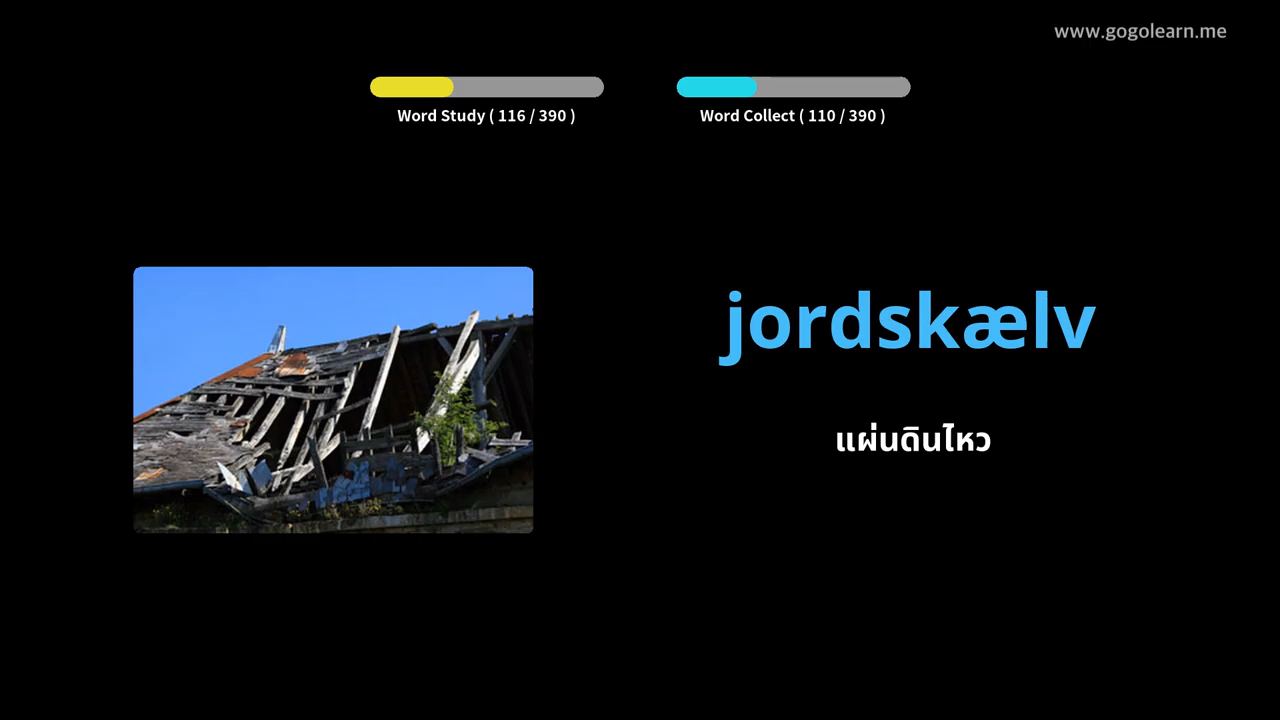 www.gogolearn.me
Word Study ( 116 / 390 )
Word Collect ( 110 / 390 )
jordskælv
แผ่นดินไหว